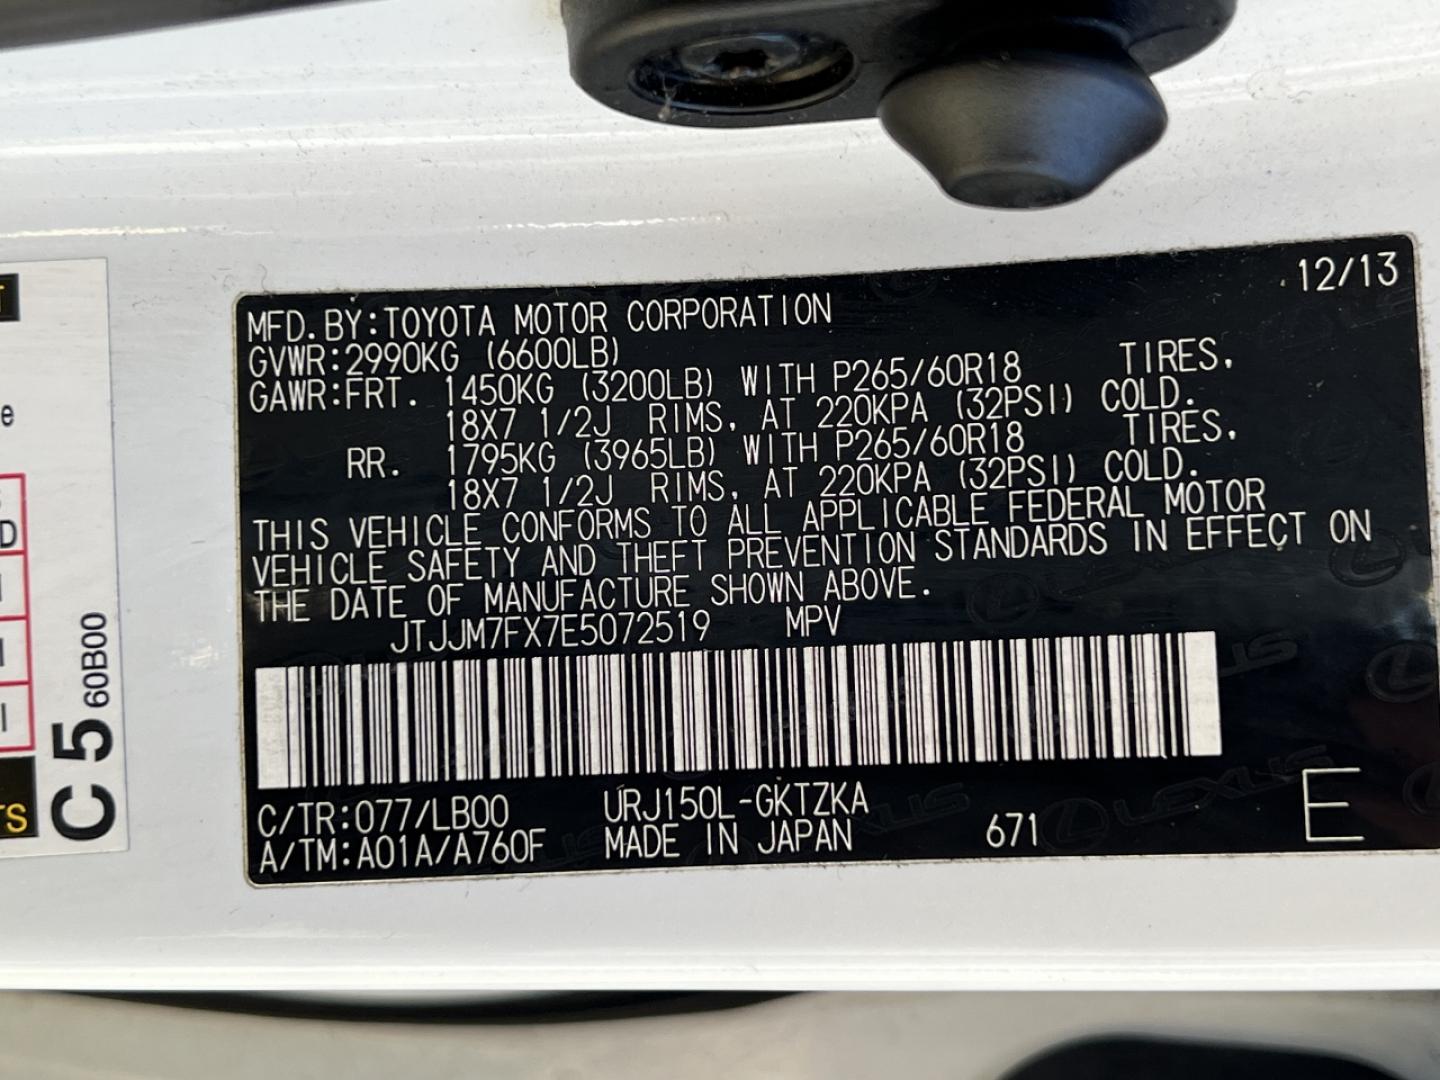 12/13
MFD.BY:TOYOTA MOTOR CORPORATION
GVWR:2990KG (6600LB)
GAWR:FRT. 1450KG (3200LB) WITH P265/60R18 TIRES,
18X7 1/2J RIMS, AT 220KPA (32PSI) COLD.
RR. 1795KG (3965LB) WITH P265/60R18 TIRES,
18X7 1/2J RIMS, AT 220KPA (32PSI) COLD.
THIS VEHICLE CONFORMS TO ALL APPLICABLE FEDERAL MOTOR
VEHICLE SAFETY AND THEFT PREVENTION STANDARDS IN EFFECT ON
THE DATE OF MANUFACTURE SHOWN ABOVE.
JTJJM7FX7E5072519 MPV
C/TR:077/LB00 URJ150L-GKTZKA
A/TM:A01A/A760F MADE IN JAPAN 671 E
LEXUS
C5 60B00
e
D
TS